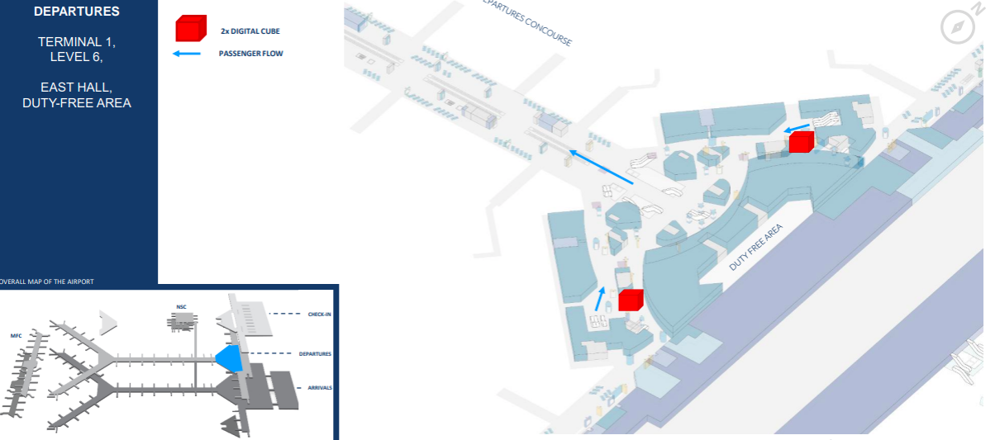 DEPARTURES
TERMINAL 1,
LEVEL 6,
EAST HALL,
DUTY-FREE AREA
2x DIGITAL CUBE
PASSENGER FLOW
DEPARTURES CONCOURSE
N
DUTY FREE AREA
OVERALL MAP OF THE AIRPORT
NSC
CHECK-IN
MFC
DEPARTURES
ARRIVALS